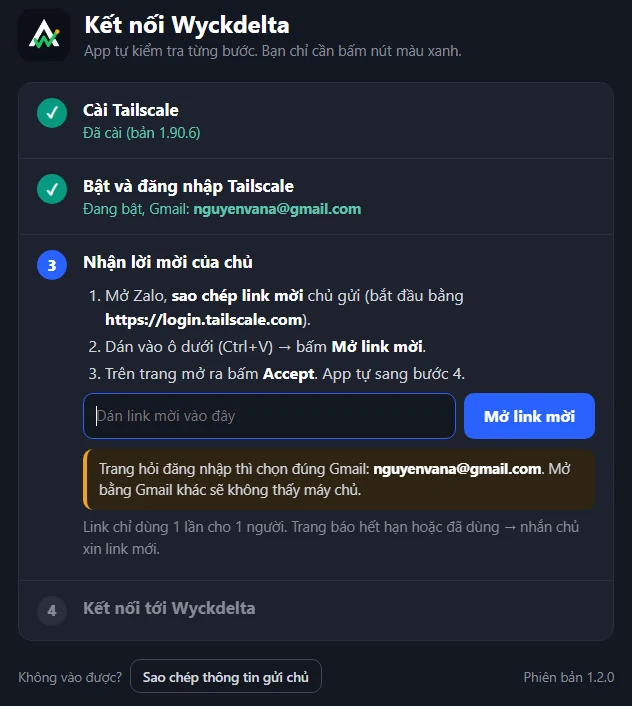 Kết nối Wyckdelta
App tự kiểm tra từng bước. Bạn chỉ cần bấm nút màu xanh.
Cài Tailscale
Đã cài (bản 1.90.6)
Bật và đăng nhập Tailscale
Đang bật, Gmail: nguyenvana@gmail.com
3
Nhận lời mời của chủ
1. Mở Zalo, sao chép link mời chủ gửi (bắt đầu bằng
https://login.tailscale.com).
2. Dán vào ô dưới (Ctrl+V) → bấm Mở link mời.
3. Trên trang mở ra bấm Accept. App tự sang bước 4.
Dán link mời vào đây
Mở link mời
Trang hỏi đăng nhập thì chọn đúng Gmail: nguyenvana@gmail.com. Mở
bằng Gmail khác sẽ không thấy máy chủ.
Link chỉ dùng 1 lần cho 1 người. Trang báo hết hạn hoặc đã dùng → nhắn chủ
xin link mới.
4
Kết nối tới Wyckdelta
Không vào được?
Sao chép thông tin gửi chủ
Phiên bản 1.2.0